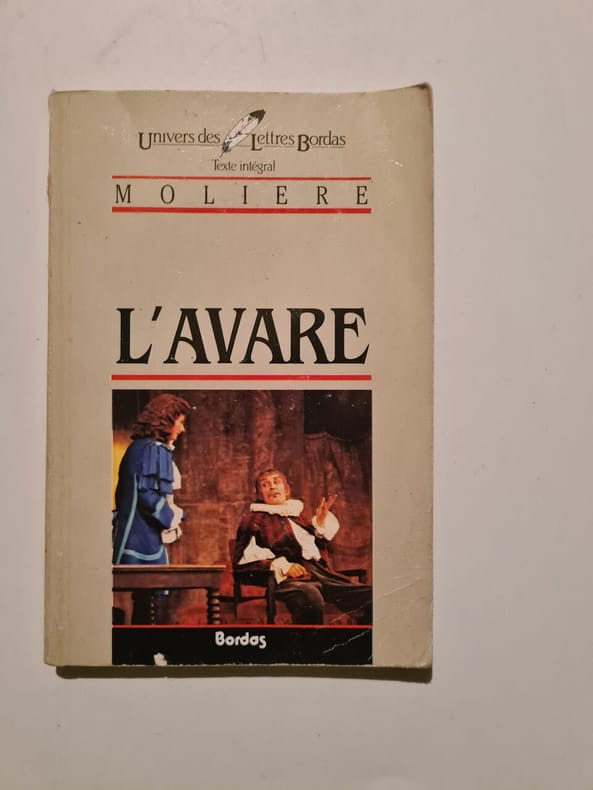 Univers des Lettres Bordas
Texte intégral
MOLIERE
L'AVARE
Bordas